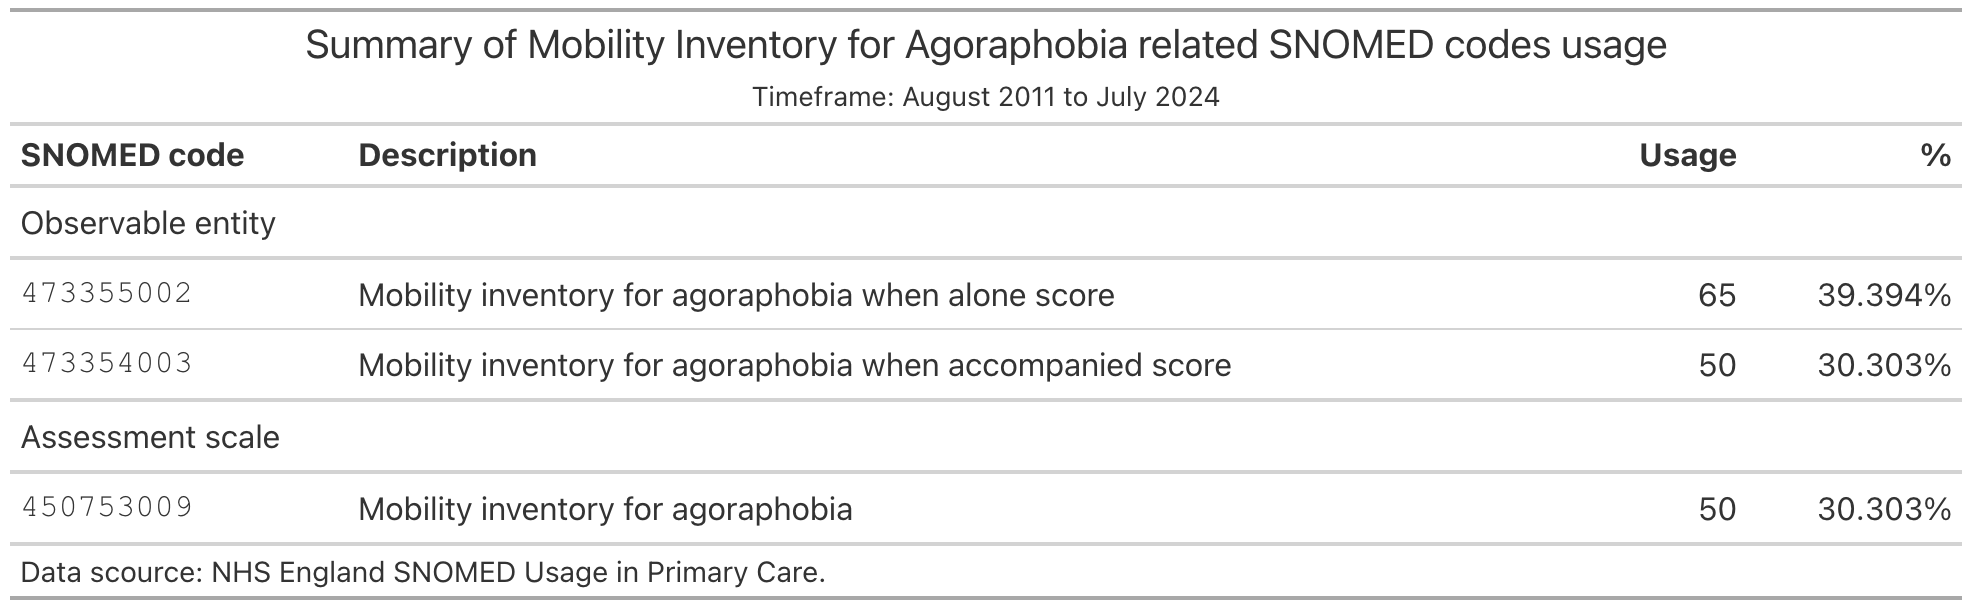 Summary of Mobility Inventory for Agoraphobia related SNOMED codes usage
Timeframe: August 2011 to July 2024
SNOMED code Description Usage %
Observable entity
473355002 Mobility inventory for agoraphobia when alone score 65 39.394%
473354003 Mobility inventory for agoraphobia when accompanied score 50 30.303%
Assessment scale
450753009 Mobility inventory for agoraphobia 50 30.303%
Data scource: NHS England SNOMED Usage in Primary Care.